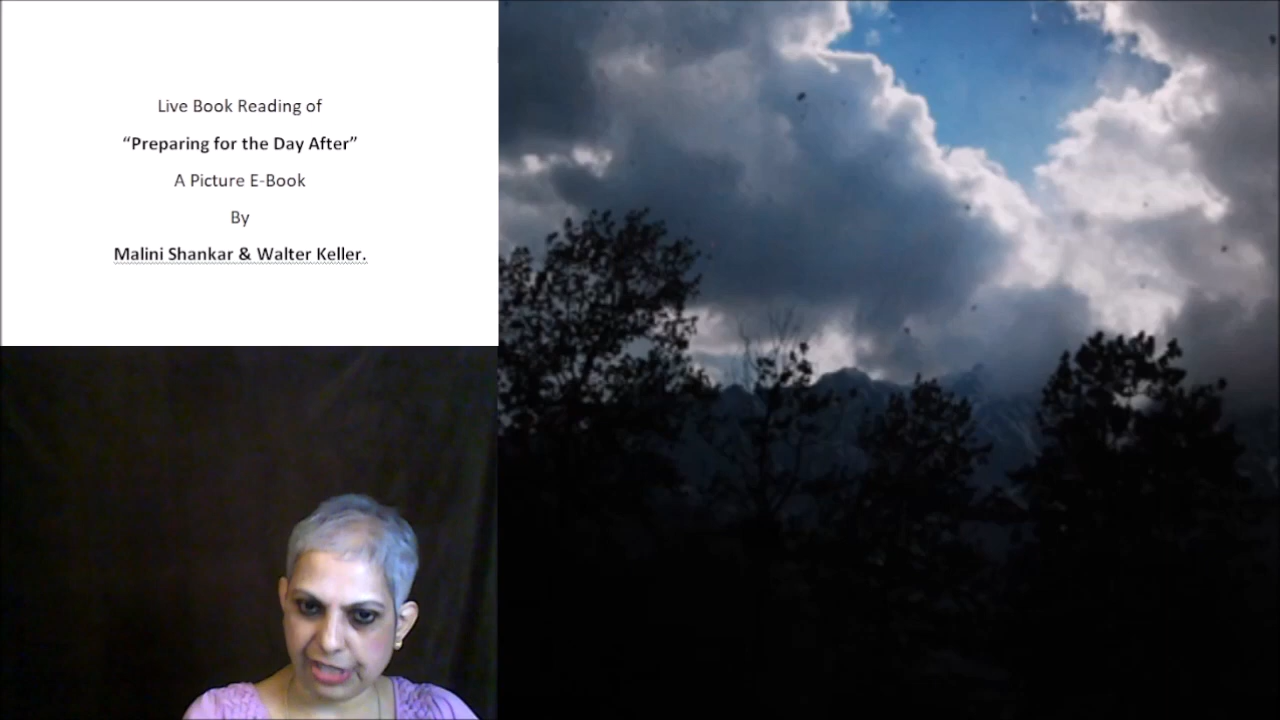 Live Book Reading of
“Preparing for the Day After”
A Picture E-Book
By
Malini Shankar & Walter Keller.